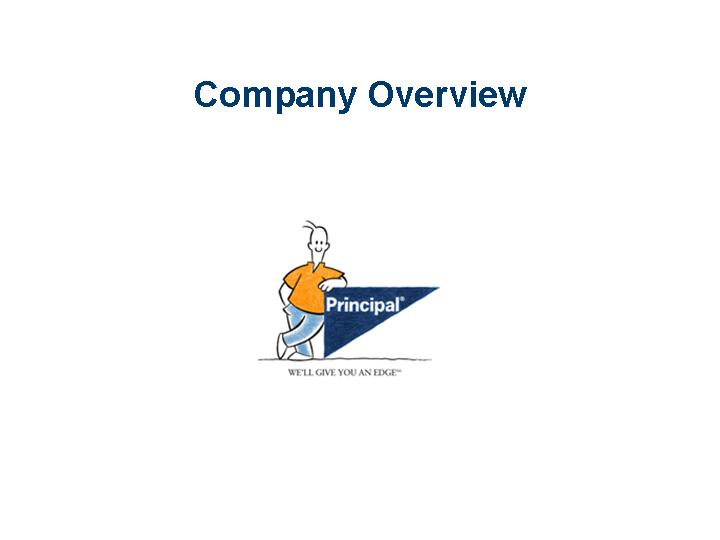 Company Overview
Principal®
WE'LL GIVE YOU AN EDGE℠